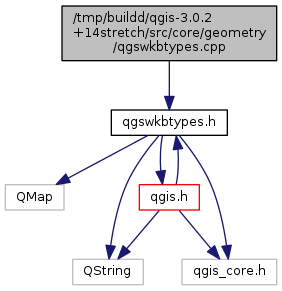 /tmp/buildd/qgis-3.0.2
+14stretch/src/core/geometry
/qgswkbtypes.cpp
qgswkbtypes.h
QMap
qgis.h
QString
qgis_core.h